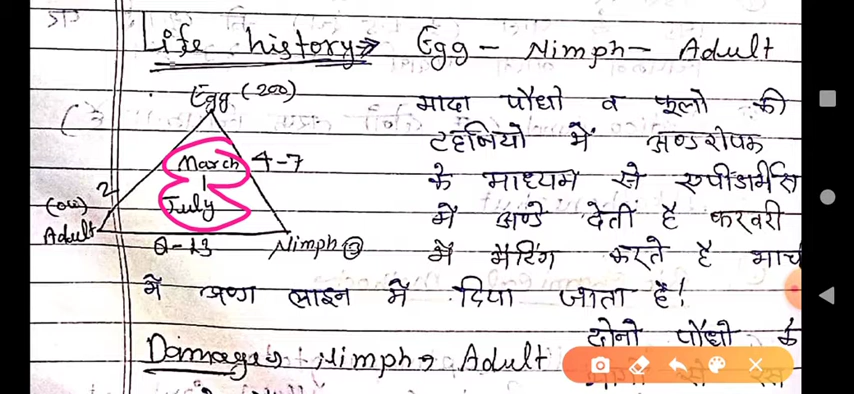 Life history⇒ Egg - Nimph - Adult
Egg (200)
मादा पौधो व फूलो की
टहनियो में अण्डरोपक
March 4-7
के माध्यम से एपीडर्मिस
2
July
में अण्डे देती है फरवरी
Adult
8-13 Nimph
में मैटिंग करते है मार्च
में अण्डा लाइन में दिया जाता है!
दोनो पौधो के
Damage→ Nimph → Adult
से रस